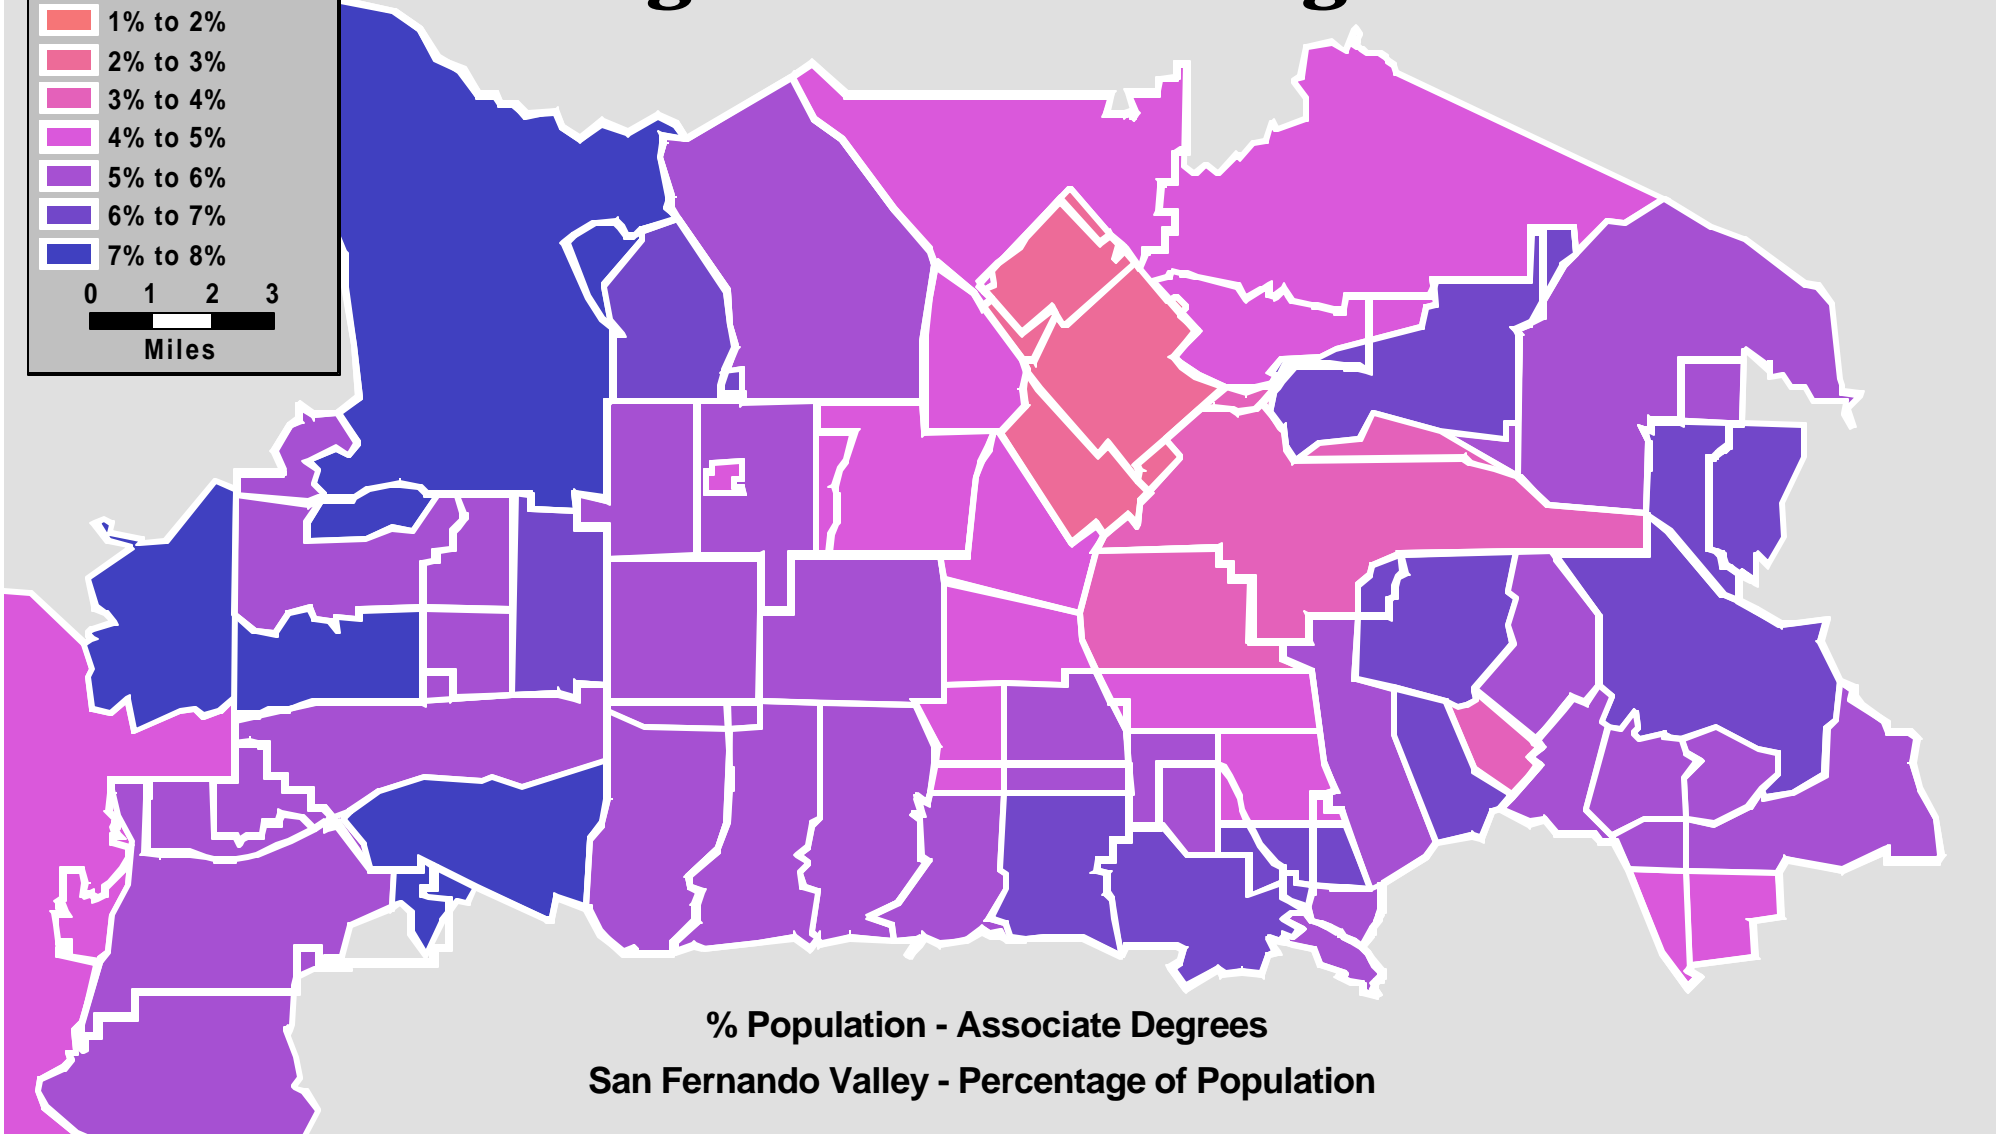 1% to 2%
2% to 3%
3% to 4%
4% to 5%
5% to 6%
6% to 7%
7% to 8%
0 1 2 3
Miles
% Population - Associate Degrees
San Fernando Valley - Percentage of Population